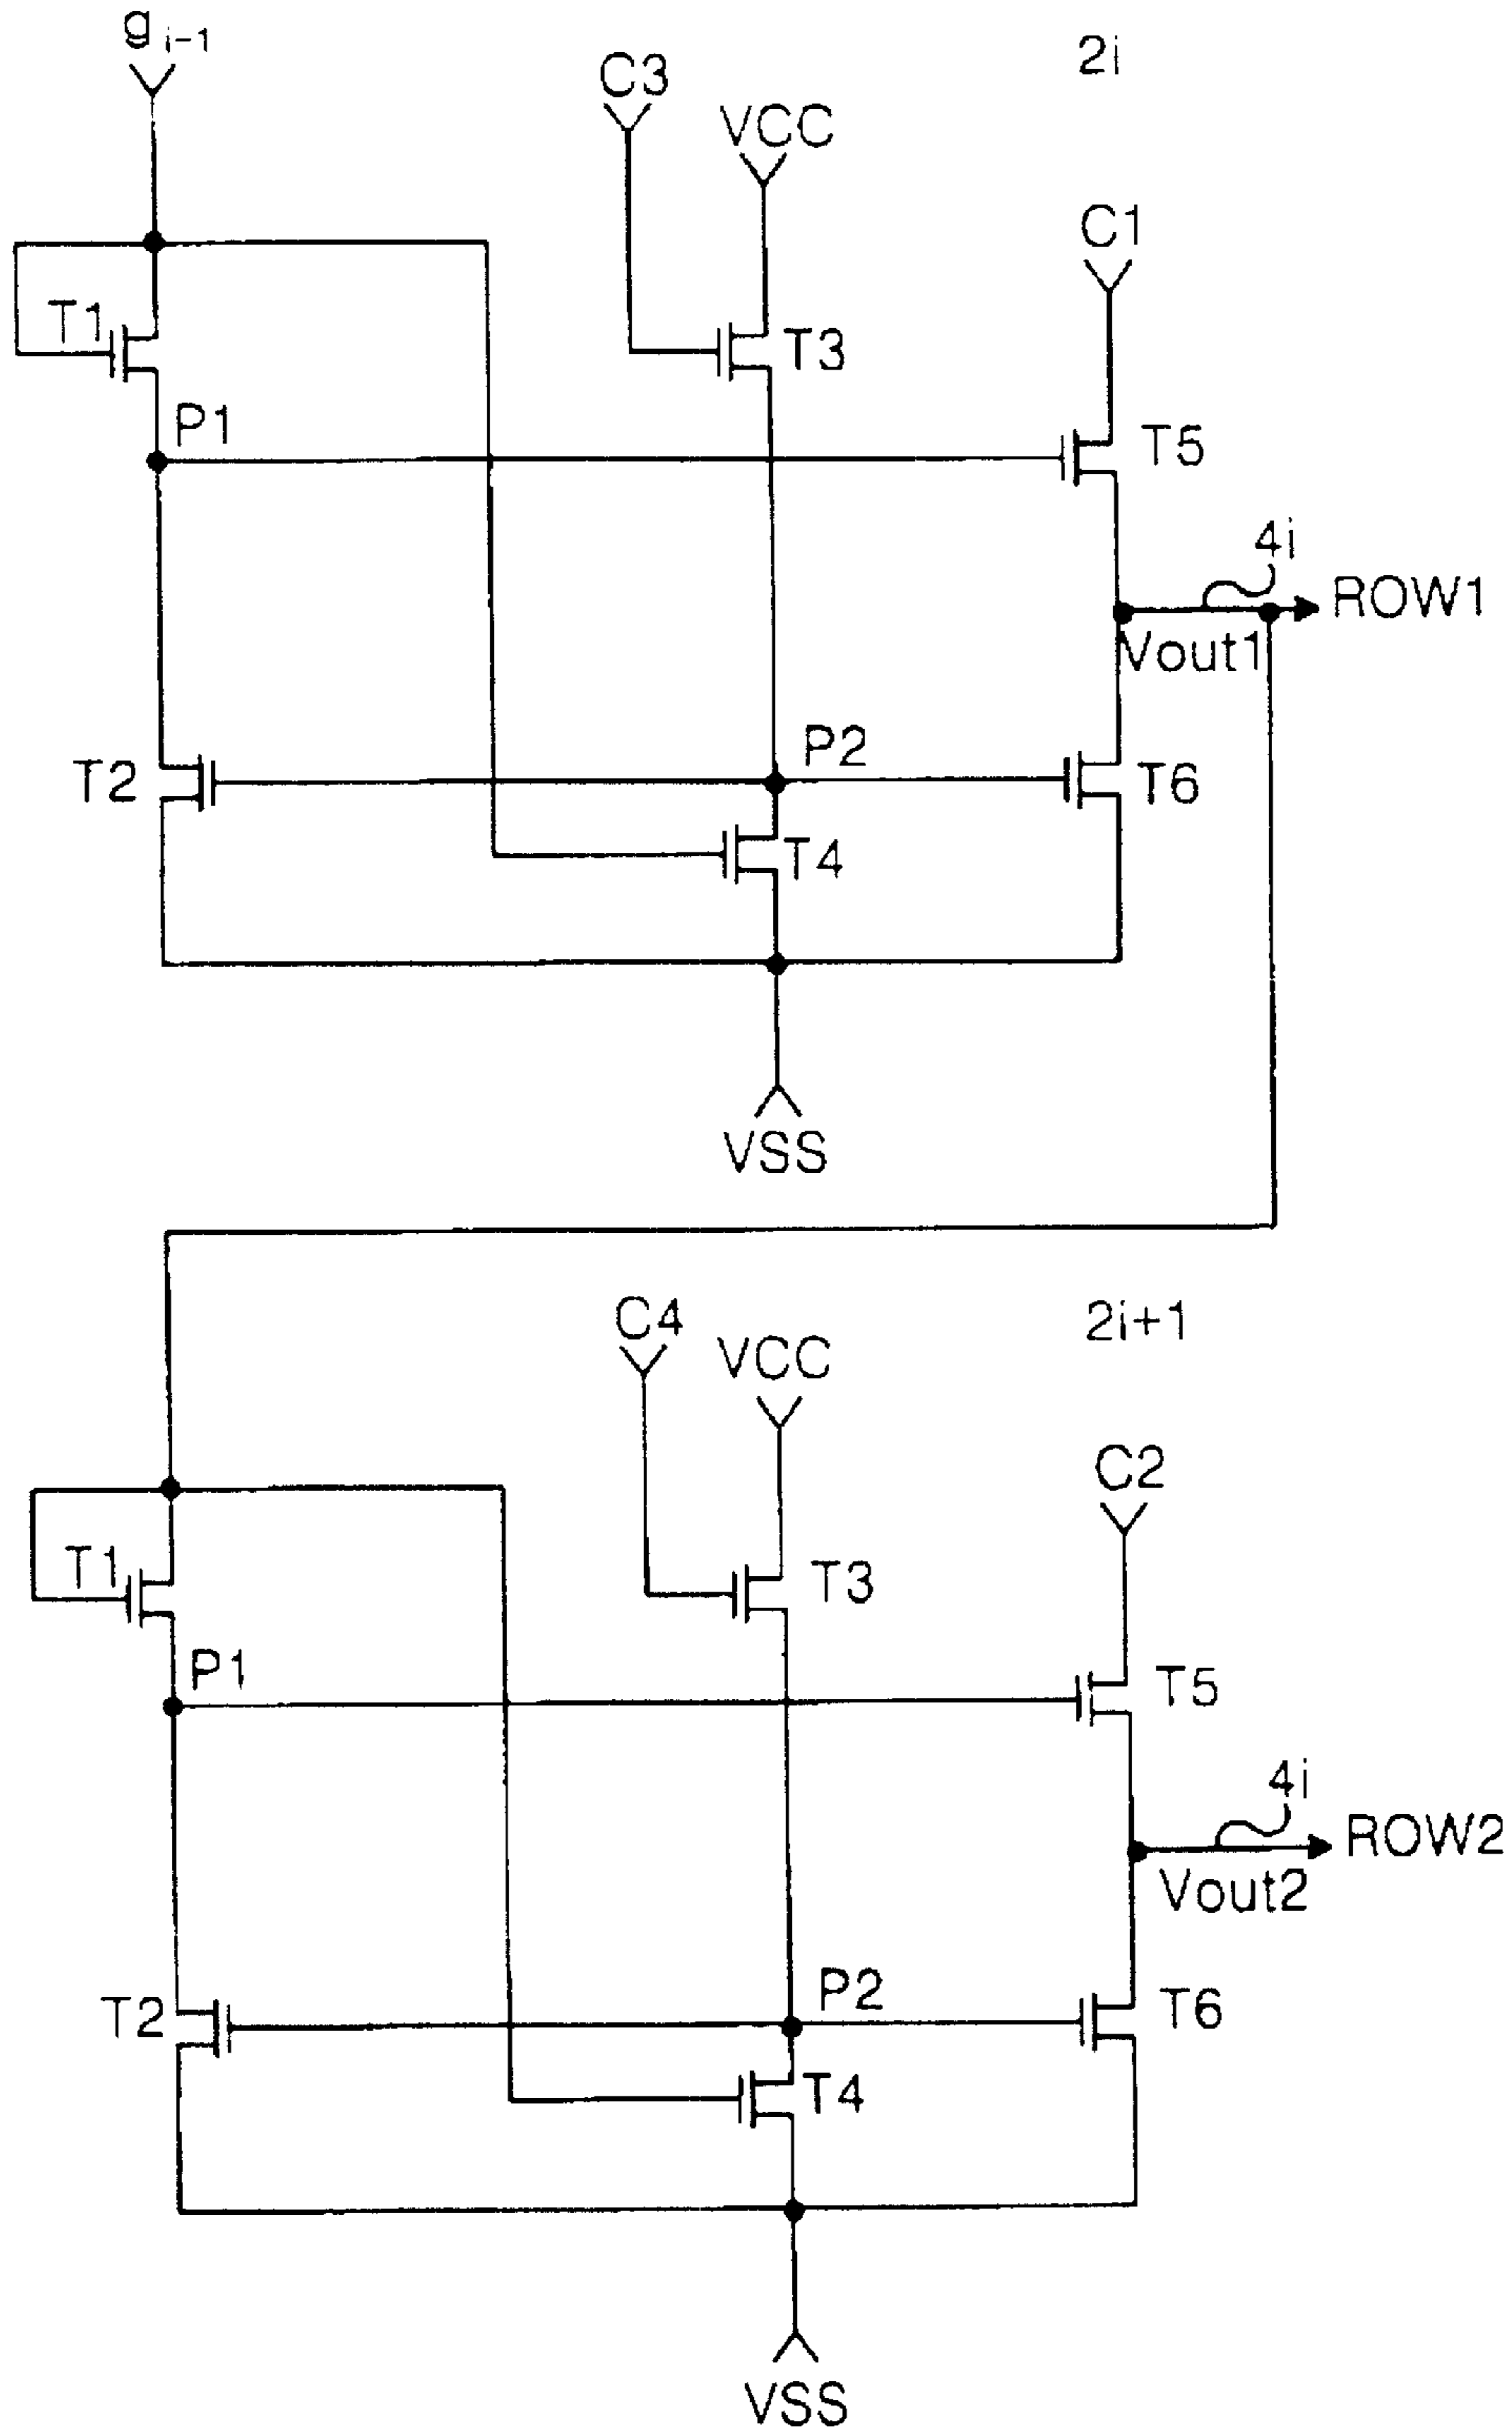 g i-1
C3
2i
VCC
C1
T1
T3
P1
T5
4i
ROW1
Vout1
P2
T2
T6
T4
VSS
C4
2i+1
VCC
C2
T1
T3
P1
T5
4i
ROW2
Vout2
P2
T2
T6
T4
VSS